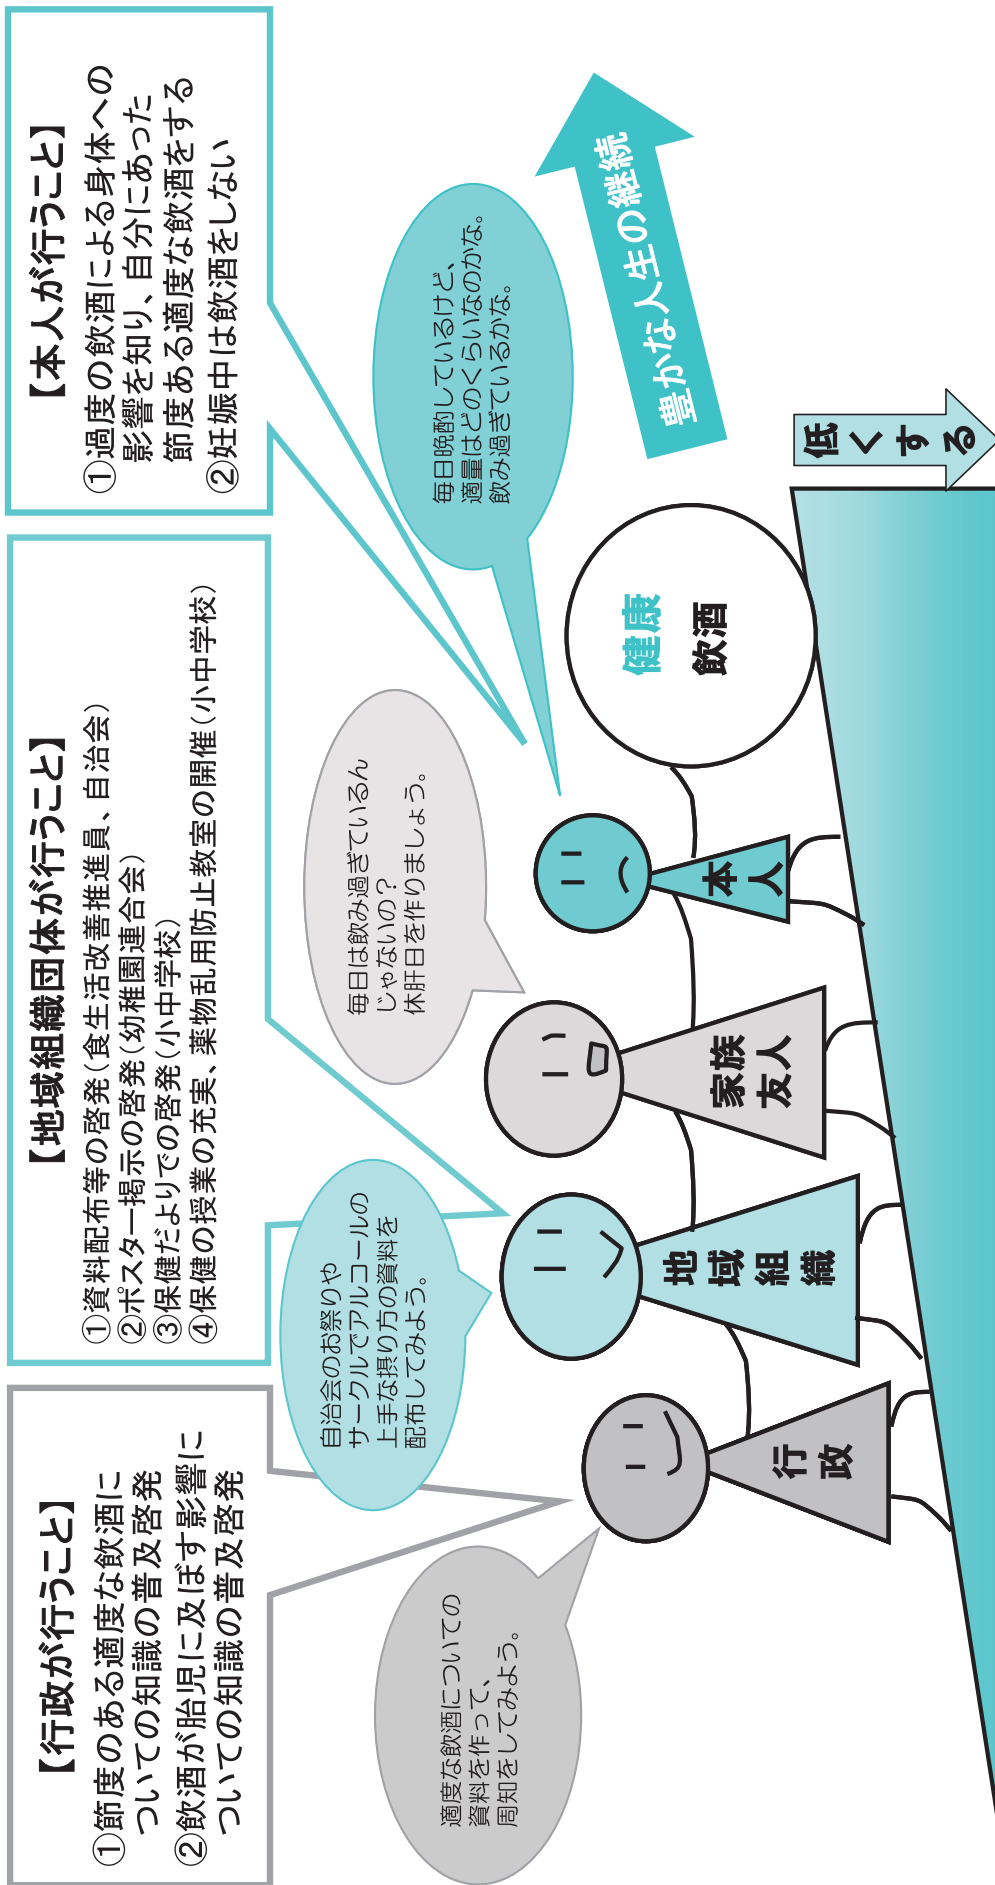 【行政が行うこと】
①節度のある適度な飲酒に
ついての知識の普及啓発
②飲酒が胎児に及ぼす影響に
ついての知識の普及啓発
【地域組織団体が行うこと】
①資料配布等の啓発(食生活改善推進員、自治会)
②ポスター掲示の啓発(幼稚園連合会)
③保健だよりでの啓発(小中学校)
④保健の授業の充実、薬物乱用防止教室の開催(小中学校)
【本人が行うこと】
①過度の飲酒による身体への
影響を知り、自分にあった
節度ある適度な飲酒をする
②妊娠中は飲酒をしない
適度な飲酒についての
資料を作って、
周知をしてみよう。
自治会のお祭りや
サークルでアルコールの
上手な摂り方の資料を
配布してみよう。
毎日は飲み過ぎているん
じゃないの？
休肝日を作りましょう。
毎日晩酌しているけど、
適量はどのくらいなのかな。
飲み過ぎているかな。
行政
地域組織
家族
友人
本人
健康
飲酒
豊かな人生の継続
低くする